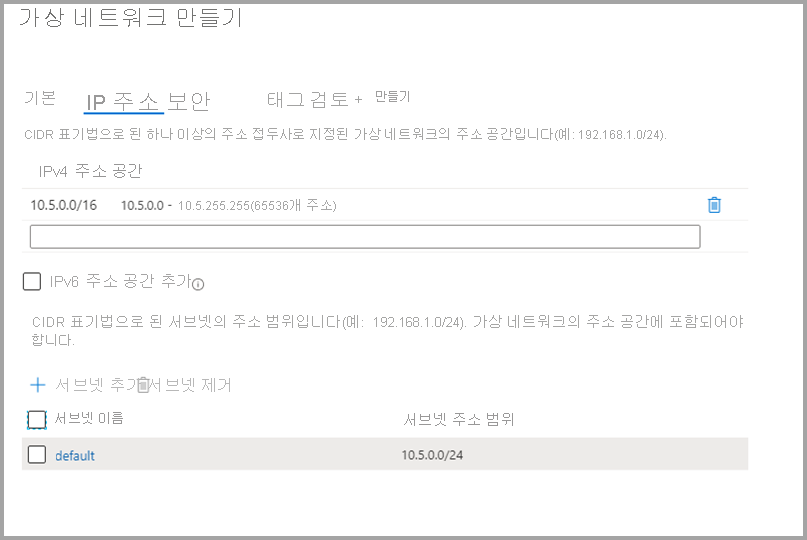 가상 네트워크 만들기
기본 IP 주소 보안 태그 검토 + 만들기
CIDR 표기법으로 된 하나 이상의 주소 접두사로 지정된 가상 네트워크의 주소 공간입니다(예: 192.168.1.0/24).
IPv4 주소 공간
10.5.0.0/16 10.5.0.0 - 10.5.255.255(65536개 주소)
IPv6 주소 공간 추가
CIDR 표기법으로 된 서브넷의 주소 범위입니다(예: 192.168.1.0/24). 가상 네트워크의 주소 공간에 포함되어야
합니다.
+ 서브넷 추가 서브넷 제거
서브넷 이름 서브넷 주소 범위
default 10.5.0.0/24